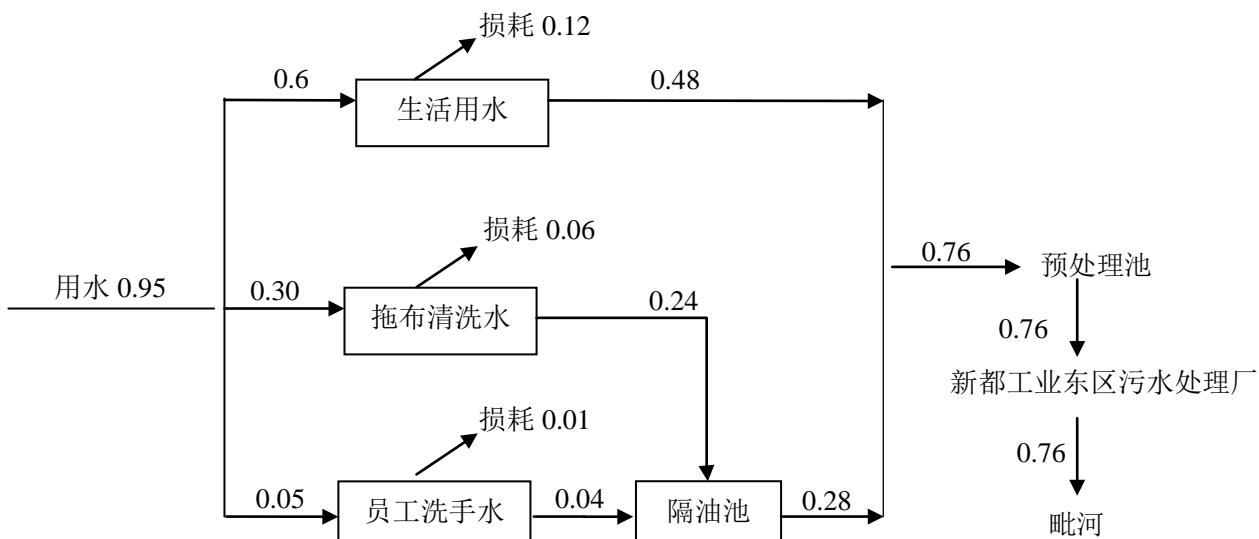 损耗 0.12
0.6
生活用水
0.48
损耗 0.06
用水 0.95
0.30
拖布清洗水
0.24
0.76
预处理池
0.76
新都工业东区污水处理厂
0.76
毗河
损耗 0.01
0.05
员工洗手水
0.04
隔油池
0.28